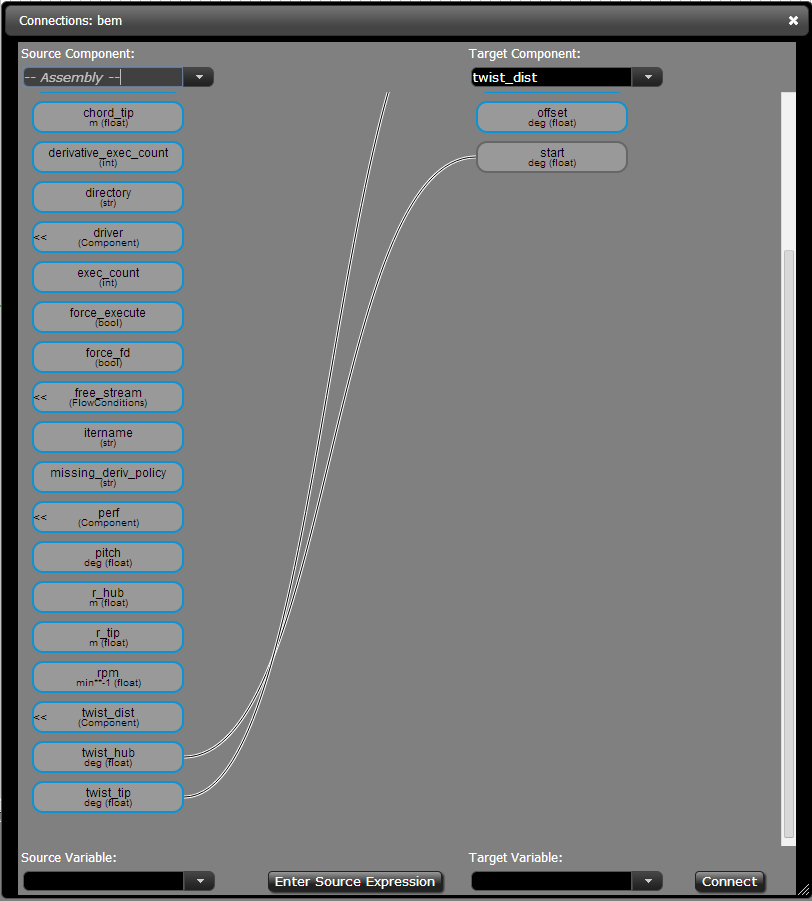 Connections: bem
Source Component:
Target Component:
-- Assembly --
twist_dist
chord_tip
m (float)
offset
deg (float)
derivative_exec_count
(int)
start
deg (float)
directory
(str)
<<
driver
(Component)
exec_count
(int)
force_execute
(bool)
force_fd
(bool)
<<
free_stream
(FlowConditions)
itername
(str)
missing_deriv_policy
(str)
<<
perf
(Component)
pitch
deg (float)
r_hub
m (float)
r_tip
m (float)
rpm
min**-1 (float)
<<
twist_dist
(Component)
twist_hub
deg (float)
twist_tip
deg (float)
Source Variable:
Target Variable:
Enter Source Expression
Connect